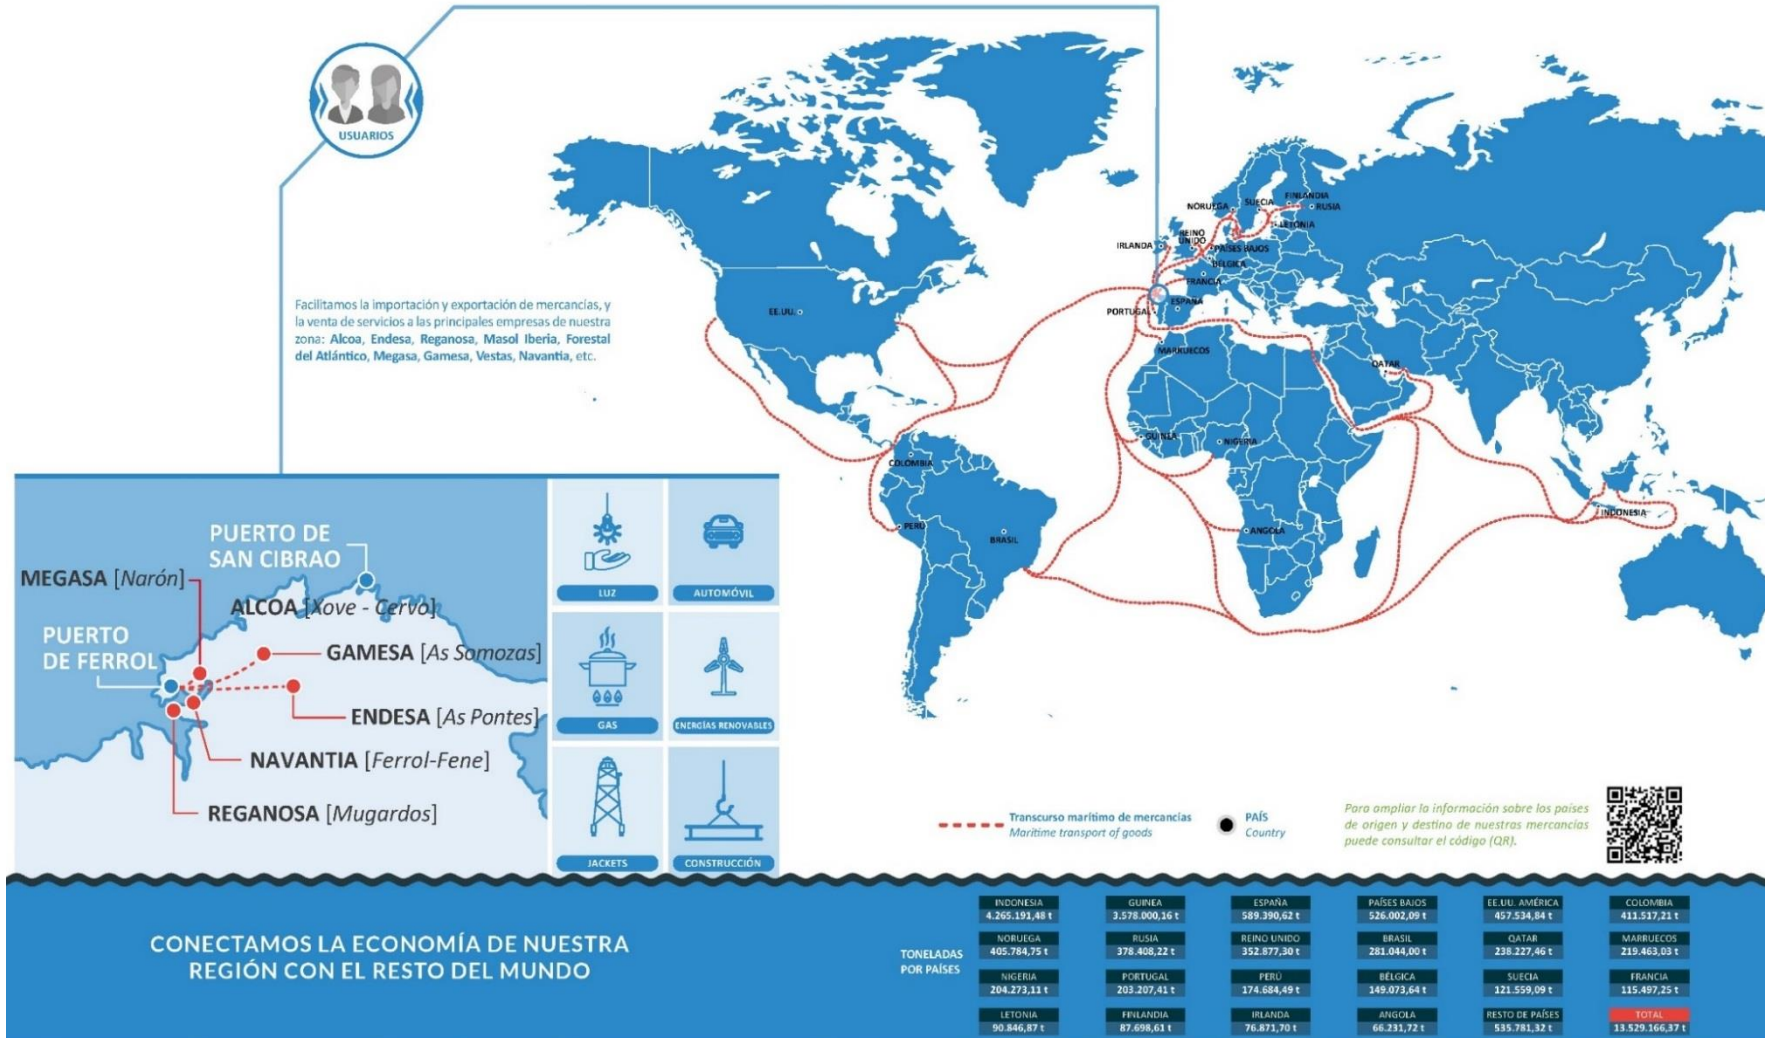 USUARIOS
Facilitamos la importación y exportación de mercancías, y
la venta de servicios a las principales empresas de nuestra
zona: Alcoa, Endesa, Reganosa, Masol Iberia, Forestal
del Atlántico, Megasa, Gamesa, Vestas, Navantia, etc.
EE.UU.
NORUEGA
SUECIA
FINLANDIA
RUSIA
LETONIA
IRLANDA
REINO
UNIDO
PAÍSES BAJOS
BÉLGICA
FRANCIA
ESPAÑA
PORTUGAL
MARRUECOS
QATAR
GUINEA
NIGERIA
COLOMBIA
PERÚ
BRASIL
ANGOLA
INDONESIA
PUERTO DE
SAN CIBRAO
MEGASA [Narón]
ALCOA [Xove - Cervo]
PUERTO
DE FERROL
GAMESA [As Somozas]
ENDESA [As Pontes]
NAVANTIA [Ferrol-Fene]
REGANOSA [Mugardos]
LUZ
AUTOMÓVIL
GAS
ENERGÍAS RENOVABLES
JACKETS
CONSTRUCCIÓN
Transcurso marítimo de mercancías
Maritime transport of goods
PAÍS
Country
Para ampliar la información sobre los países
de origen y destino de nuestras mercancías
puede consultar el código (QR).
CONECTAMOS LA ECONOMÍA DE NUESTRA
REGIÓN CON EL RESTO DEL MUNDO
TONELADAS
POR PAÍSES
INDONESIA GUINEA ESPAÑA PAÍSES BAJOS EE.UU. AMÉRICA COLOMBIA
4.265.191,48 t 3.578.000,16 t 589.390,62 t 526.002,09 t 457.534,84 t 411.517,21 t
NORUEGA RUSIA REINO UNIDO BRASIL QATAR MARRUECOS
405.784,75 t 378.408,22 t 352.877,30 t 281.044,00 t 238.227,46 t 219.463,03 t
NIGERIA PORTUGAL PERÚ BÉLGICA SUECIA FRANCIA
204.273,11 t 203.207,41 t 174.684,49 t 149.073,64 t 121.559,09 t 115.497,25 t
LETONIA FINLANDIA IRLANDA ANGOLA RESTO DE PAÍSES TOTAL
90.846,87 t 87.698,61 t 76.871,70 t 66.231,72 t 535.781,32 t 13.529.166,37 t